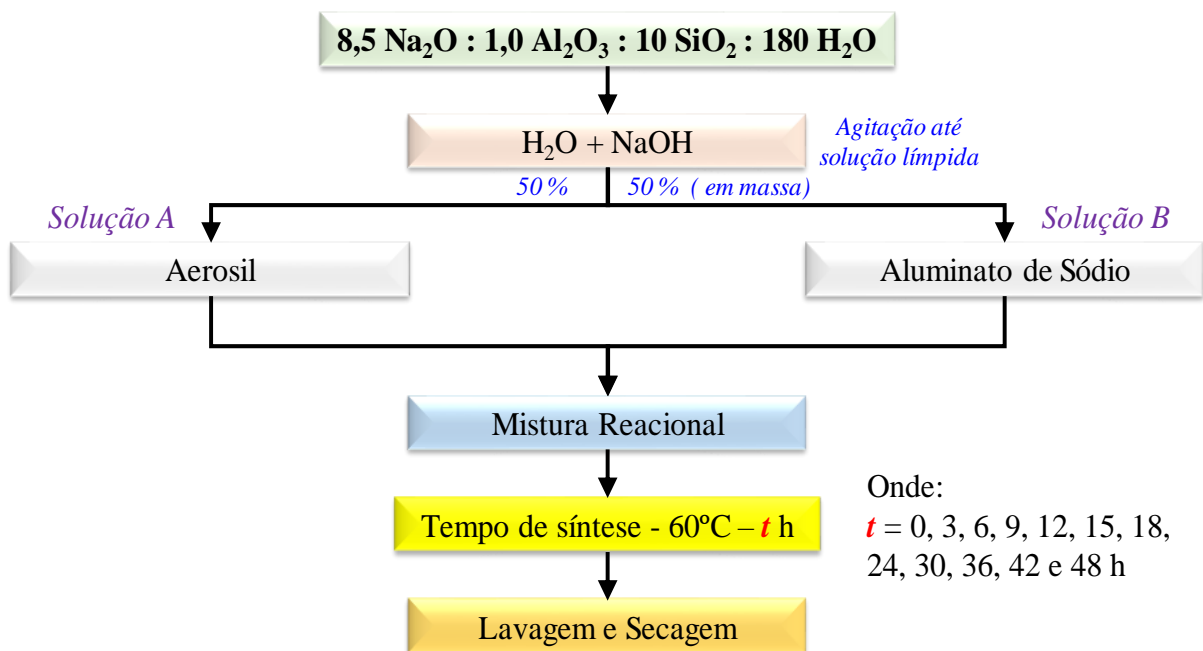 8,5 Na₂O : 1,0 Al₂O₃ : 10 SiO₂ : 180 H₂O
H₂O + NaOH
Agitação até
solução límpida
50 %
50 % ( em massa)
Solução A
Solução B
Aerosil
Aluminato de Sódio
Mistura Reacional
Tempo de síntese - 60ºC – t h
Onde:
t = 0, 3, 6, 9, 12, 15, 18,
24, 30, 36, 42 e 48 h
Lavagem e Secagem